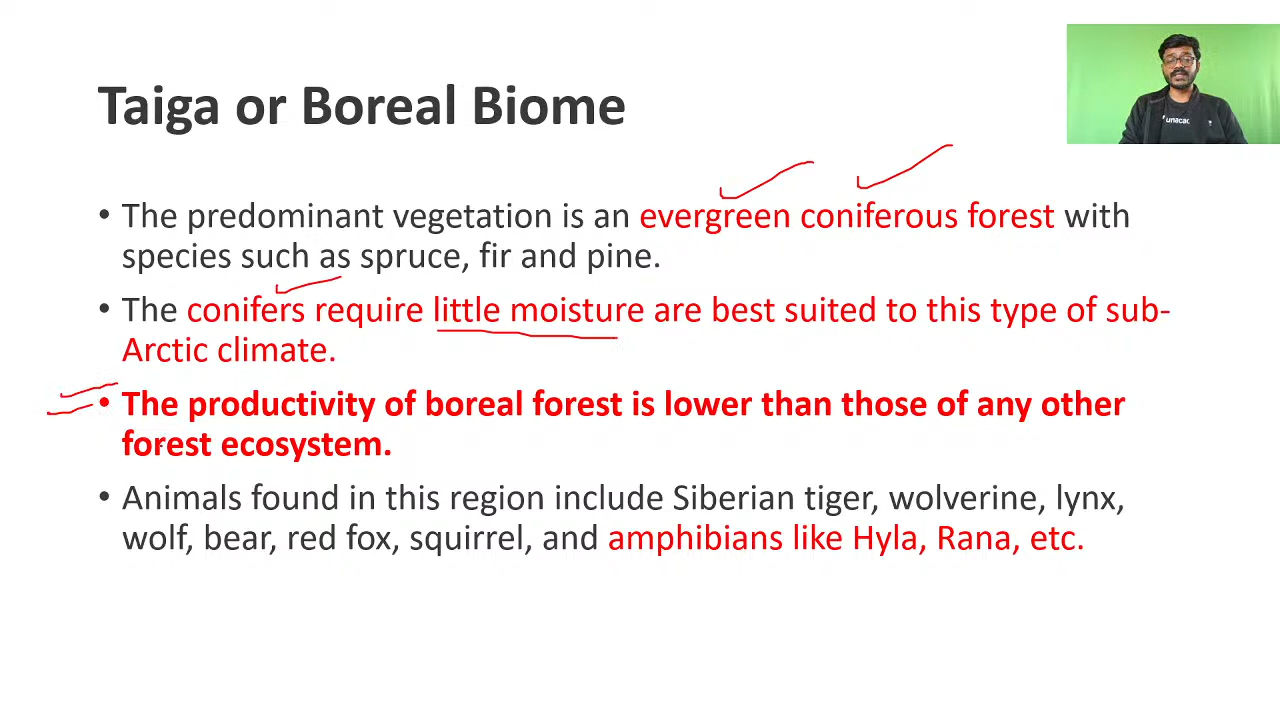 Taiga or Boreal Biome
• The predominant vegetation is an evergreen coniferous forest with
species such as spruce, fir and pine.
• The conifers require little moisture are best suited to this type of sub-
Arctic climate.
• The productivity of boreal forest is lower than those of any other
forest ecosystem.
• Animals found in this region include Siberian tiger, wolverine, lynx,
wolf, bear, red fox, squirrel, and amphibians like Hyla, Rana, etc.